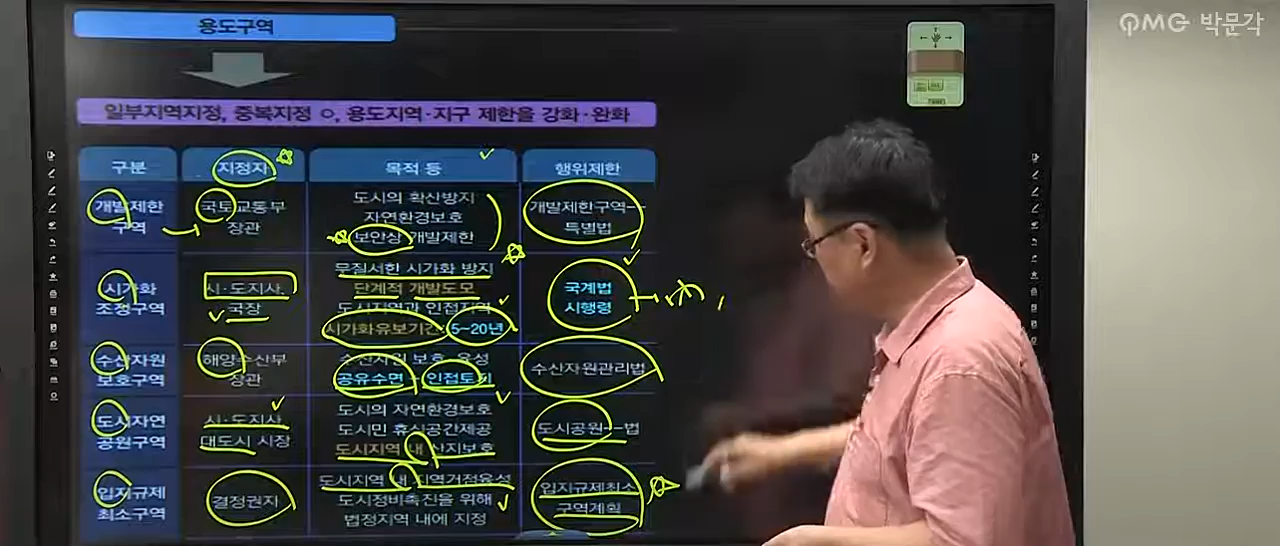 QMG 박문각
용도구역
일부지역지정, 중복지정 ○, 용도지역·지구 제한을 강화·완화
구분 지정자 목적 등 행위제한
개발제한
구역
국토교통부
장관
도시의 확산방지
자연환경보호
보안상 개발제한
개발제한구역~
특별법
시가화
조정구역
시·도지사,
국장
무질서한 시가화 방지
단계적 개발도모
도시지역과 인접지역
시가화유보기간: 5~20년
국계법
시행령
수산자원
보호구역
해양수산부
장관
수산자원 보호·육성
공유수면 인접토지
수산자원관리법
도시자연
공원구역
시·도지사
대도시 시장
도시의 자연환경보호
도시민 휴식공간제공
도시지역 내 산지보호
도시공원~법
입지규제
최소구역
결정권자
도시지역 내 지역거점육성
도시정비촉진을 위해
법정지역 내에 지정
입지규제최소
구역계획